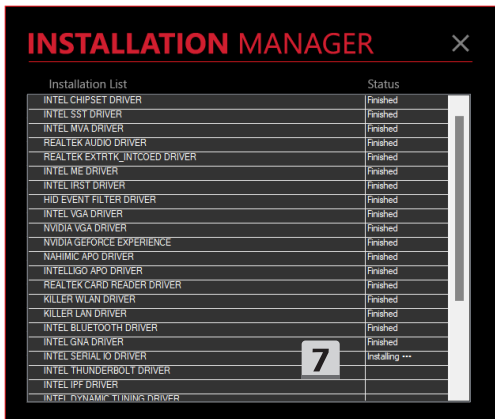 INSTALLATION MANAGER
Installation List Status
INTEL CHIPSET DRIVER Finished
INTEL SST DRIVER Finished
INTEL MVA DRIVER Finished
REALTEK AUDIO DRIVER Finished
REALTEK EXTRTK_INTCOED DRIVER Finished
INTEL ME DRIVER Finished
INTEL IRST DRIVER Finished
HID EVENT FILTER DRIVER Finished
INTEL VGA DRIVER Finished
NVIDIA VGA DRIVER Finished
NVIDIA GEFORCE EXPERIENCE Finished
NAHIMIC APO DRIVER Finished
INTELLIGO APO DRIVER Finished
REALTEK CARD READER DRIVER Finished
KILLER WLAN DRIVER Finished
KILLER LAN DRIVER Finished
INTEL BLUETOOTH DRIVER Finished
INTEL GNA DRIVER Finished
INTEL SERIAL IO DRIVER 7 Installing ---
INTEL THUNDERBOLT DRIVER
INTEL IPF DRIVER
INTEL DYNAMIC TUNING DRIVER